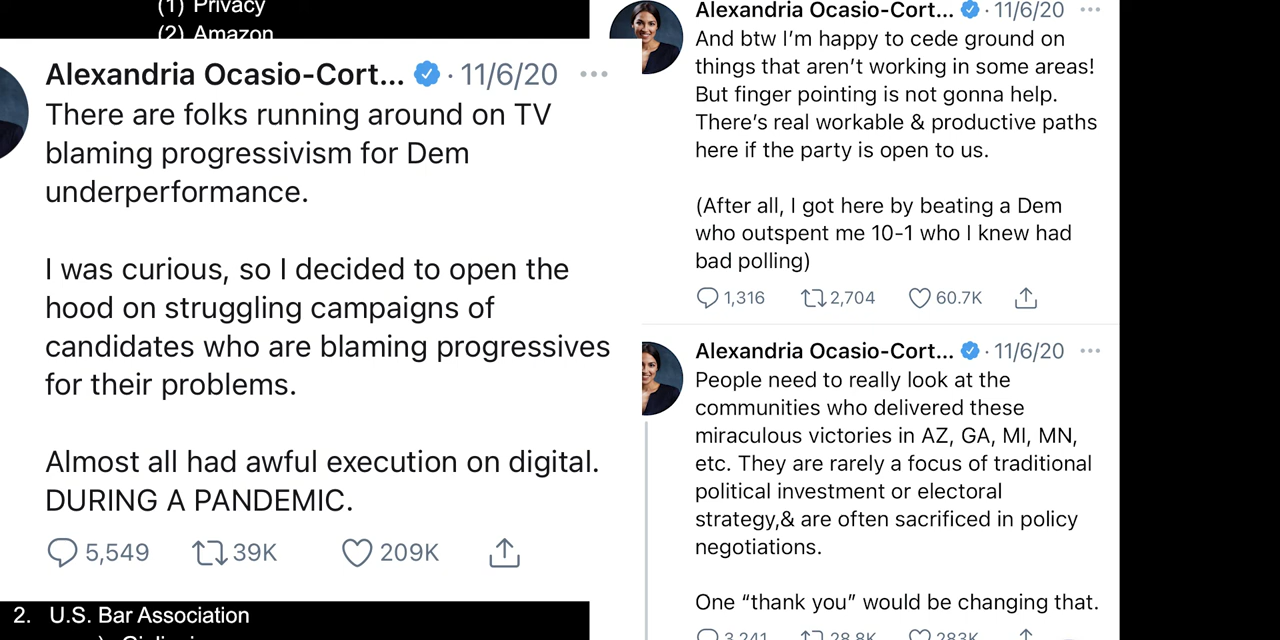 (1) Privacy
(2) Amazon
Alexandria Ocasio-Cort... · 11/6/20
There are folks running around on TV
blaming progressivism for Dem
underperformance.
I was curious, so I decided to open the
hood on struggling campaigns of
candidates who are blaming progressives
for their problems.
Almost all had awful execution on digital.
DURING A PANDEMIC.
5,549 39K 209K
2. U.S. Bar Association
Alexandria Ocasio-Cort... · 11/6/20
And btw I'm happy to cede ground on
things that aren't working in some areas!
But finger pointing is not gonna help.
There's real workable & productive paths
here if the party is open to us.
(After all, I got here by beating a Dem
who outspent me 10-1 who I knew had
bad polling)
1,316 2,704 60.7K
Alexandria Ocasio-Cort... · 11/6/20
People need to really look at the
communities who delivered these
miraculous victories in AZ, GA, MI, MN,
etc. They are rarely a focus of traditional
political investment or electoral
strategy,& are often sacrificed in policy
negotiations.
One “thank you” would be changing that.
3,241 28.8K 283K